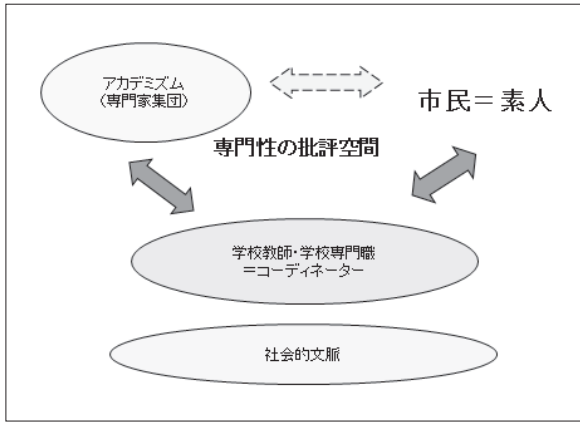 アカデミズム
(専門家集団)
市民＝素人
専門性の批評空間
学校教師・学校専門職
＝コーディネーター
社会的文脈